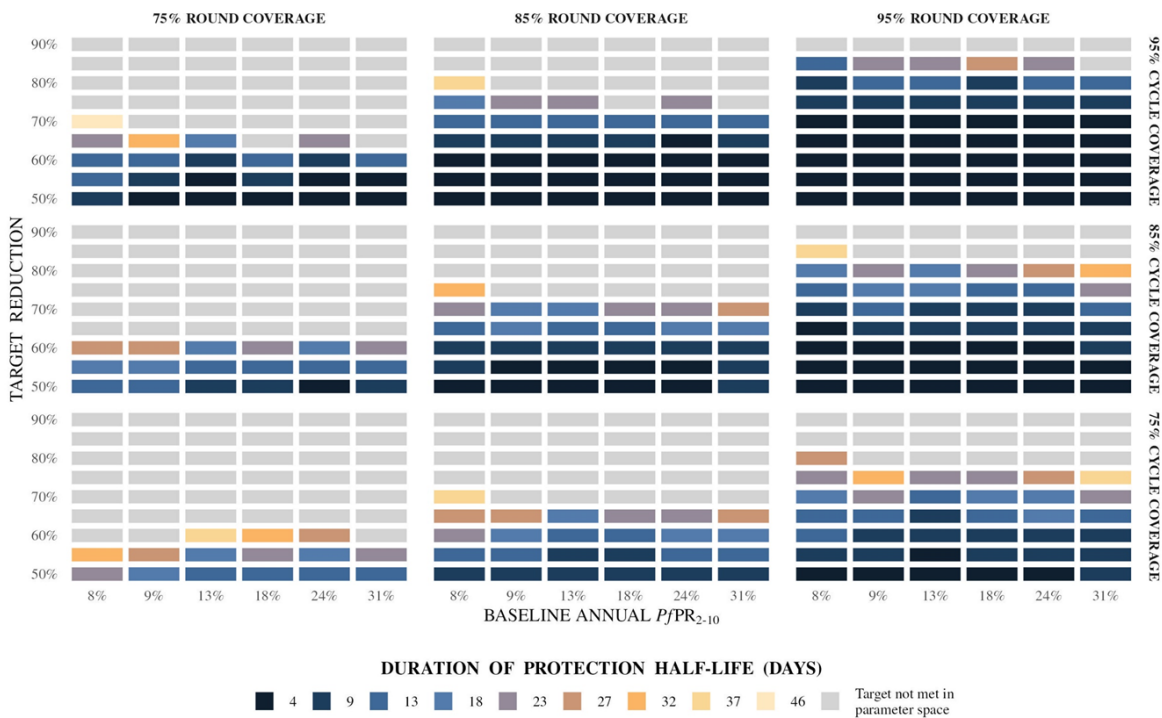 75% ROUND COVERAGE 85% ROUND COVERAGE 95% ROUND COVERAGE
90%
80%
70%
60%
50%
95% CYCLE COVERAGE
90%
80%
70%
60%
50%
85% CYCLE COVERAGE
TARGET REDUCTION
90%
80%
70%
60%
50%
75% CYCLE COVERAGE
8% 9% 13% 18% 24% 31% 8% 9% 13% 18% 24% 31% 8% 9% 13% 18% 24% 31%
BASELINE ANNUAL PfPR2-10
DURATION OF PROTECTION HALF-LIFE (DAYS)
4 9 13 18 23 27 32 37 46 Target not met in
parameter space